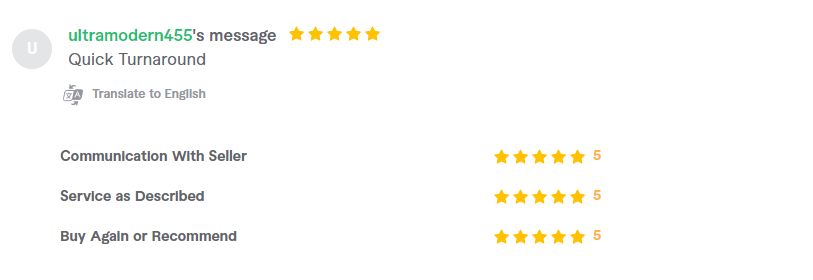 U
ultramodern455's message
Quick Turnaround
Translate to English
Communication With Seller 5
Service as Described 5
Buy Again or Recommend 5